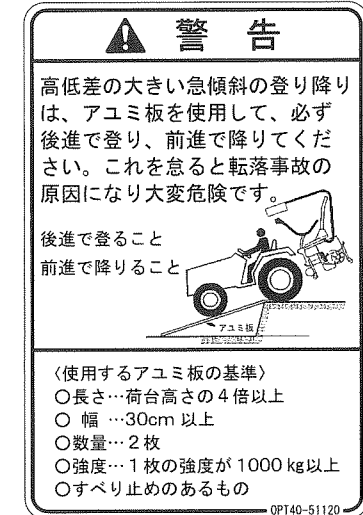 警 告
高低差の大きい急傾斜の登り降り
は、アユミ板を使用して、必ず
後進で登り、前進で降りてくだ
さい。これを怠ると転落事故の
原因になり大変危険です。
後進で登ること
前進で降りること
アユミ板
〈使用するアユミ板の基準〉
○長さ…荷台高さの4倍以上
○ 幅 …30cm 以上
○数量…2枚
○強度…1枚の強度が1000kg以上
○すべり止めのあるもの
OPT40-51120